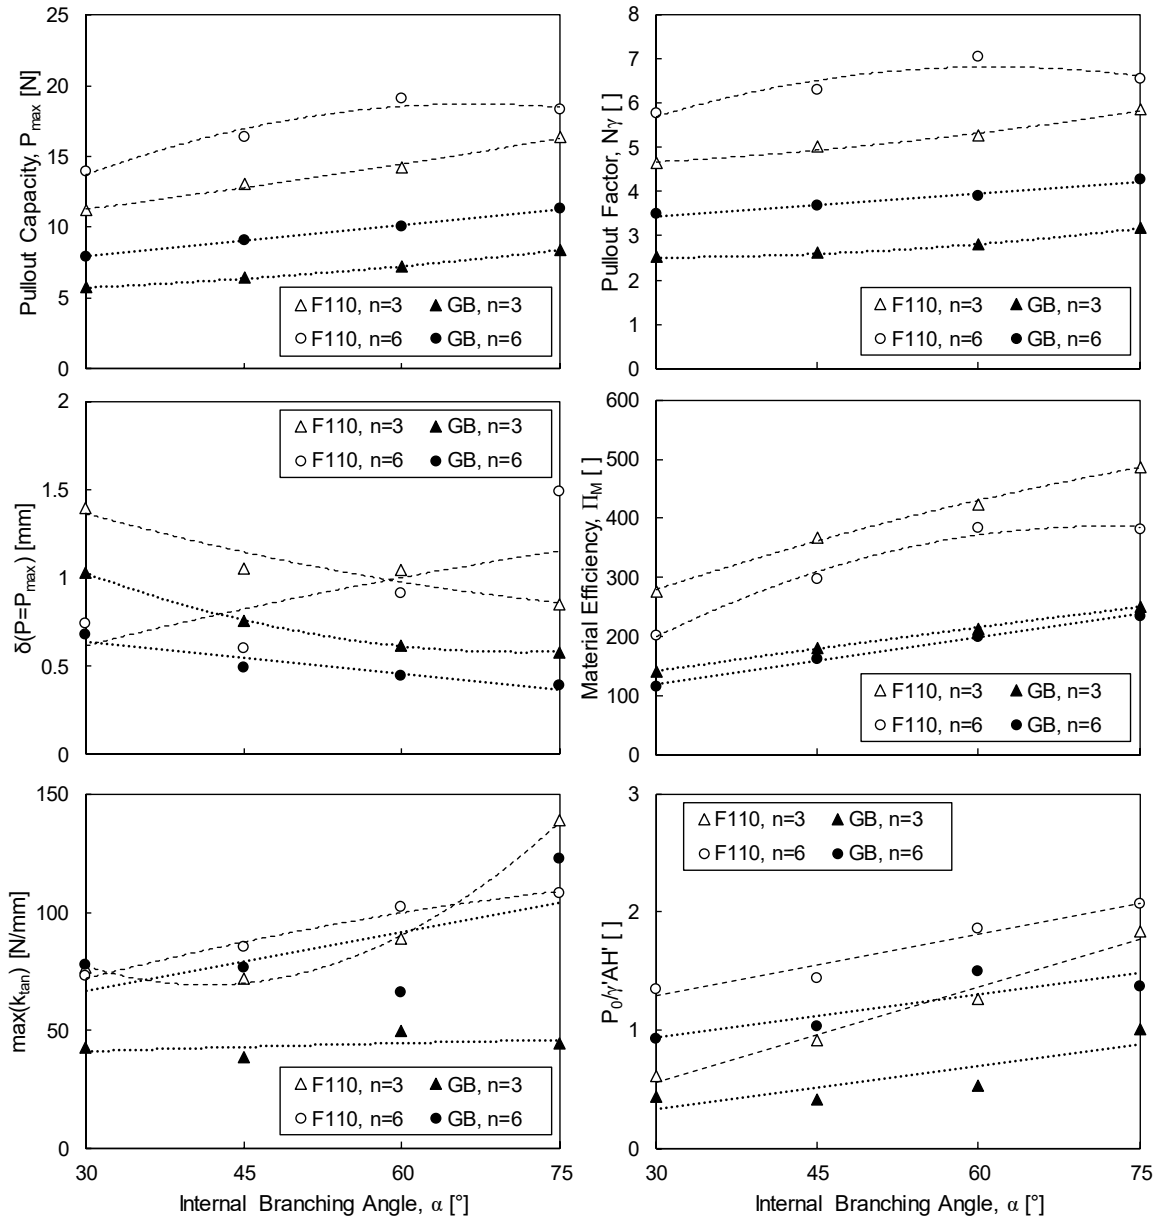 25
20
15
10
5
0
Pullout Capacity, P_max [N]
F110, n=3 GB, n=3
F110, n=6 GB, n=6
8
7
6
5
4
3
2
1
0
Pullout Factor, Nγ [ ]
F110, n=3 GB, n=3
F110, n=6 GB, n=6
2
1.5
1
0.5
0
δ(P=P_max) [mm]
F110, n=3 GB, n=3
F110, n=6 GB, n=6
600
500
400
300
200
100
0
Material Efficiency, Π_M [ ]
F110, n=3 GB, n=3
F110, n=6 GB, n=6
150
100
50
0
max(k_tan) [N/mm]
F110, n=3 GB, n=3
F110, n=6 GB, n=6
30 45 60 75
Internal Branching Angle, α [°]
3
2
1
0
P_0/γ'AH' [ ]
F110, n=3 GB, n=3
F110, n=6 GB, n=6
30 45 60 75
Internal Branching Angle, α [°]